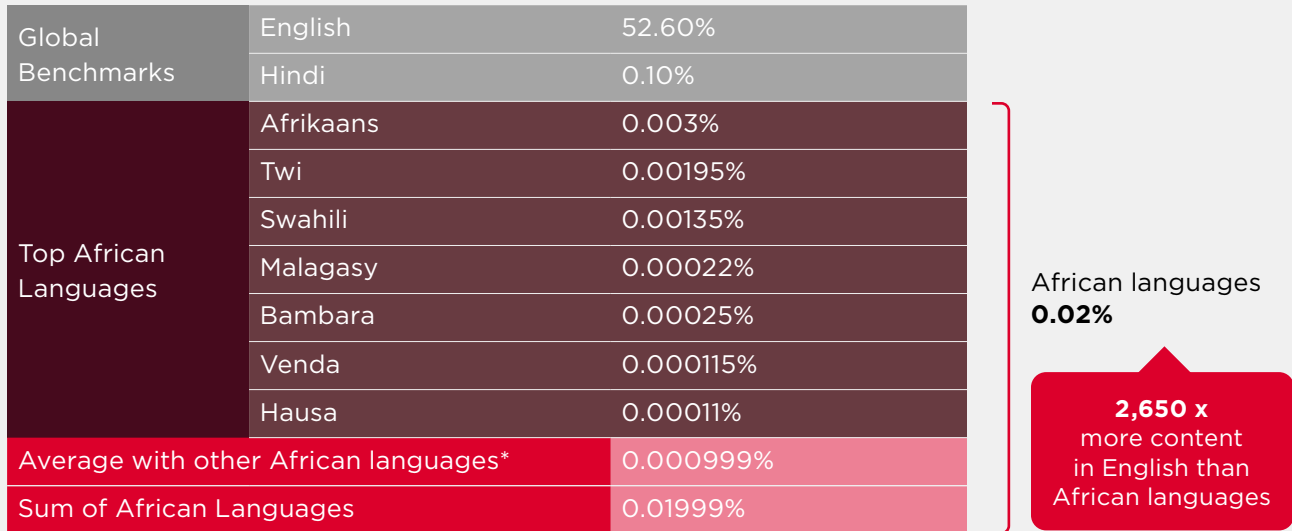 Global
Benchmarks
English 52.60%
Hindi 0.10%
Top African
Languages
Afrikaans 0.003%
Twi 0.00195%
Swahili 0.00135%
Malagasy 0.00022%
Bambara 0.00025%
Venda 0.000115%
Hausa 0.00011%
Average with other African languages* 0.000999%
Sum of African Languages 0.01999%
African languages
0.02%
2,650 x
more content
in English than
African languages